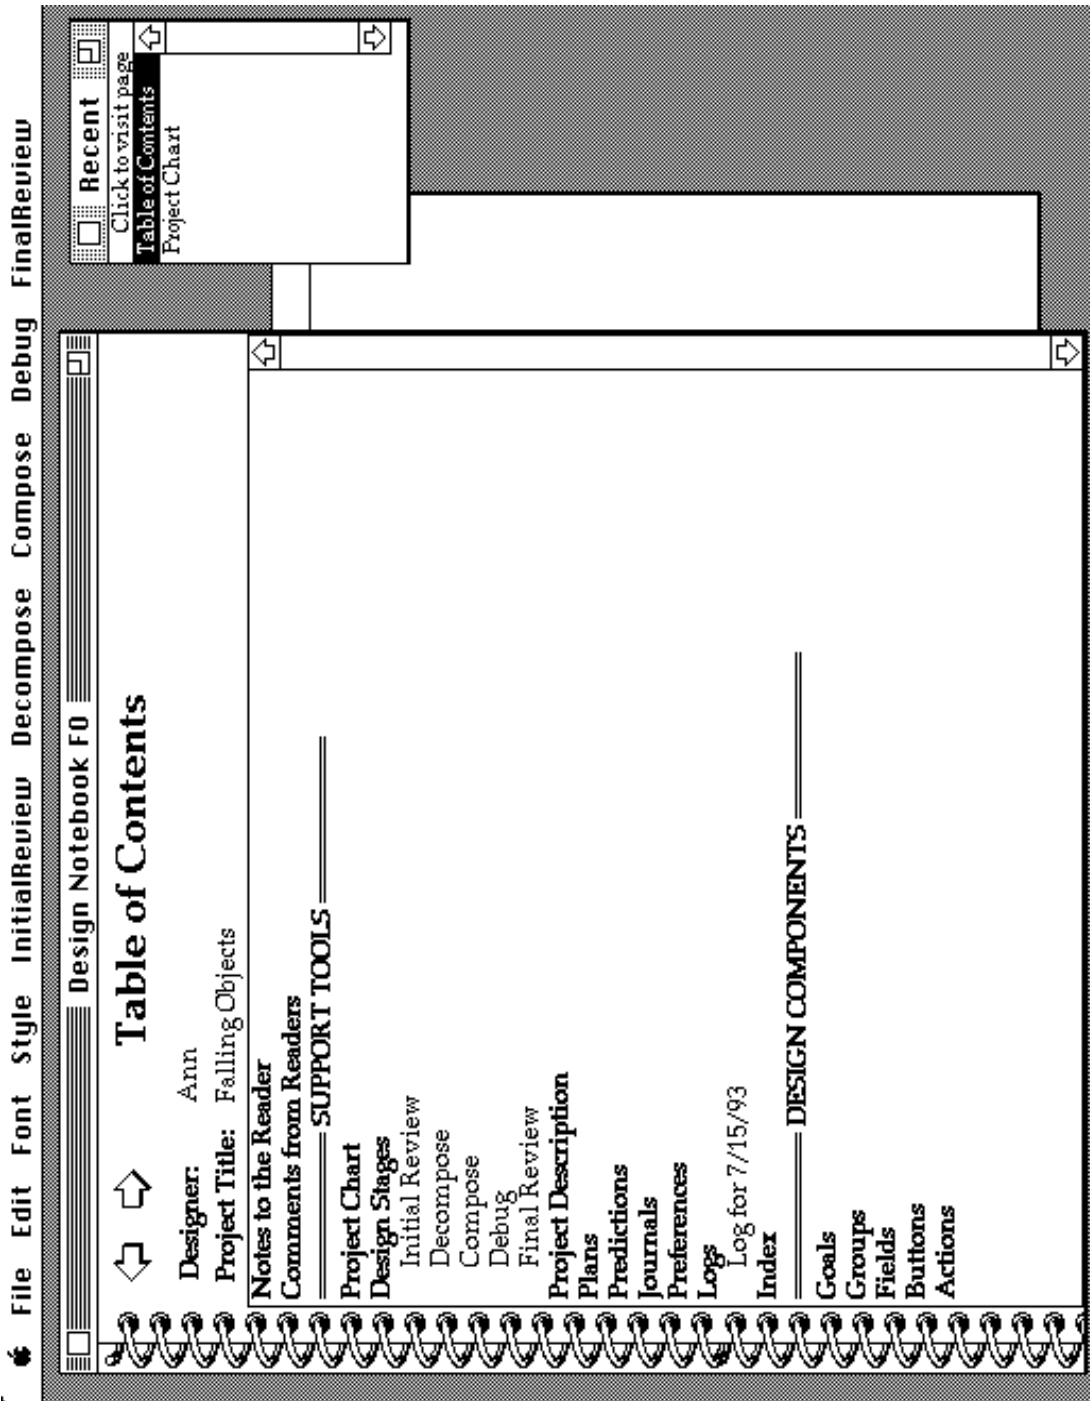 File Edit Font Style InitialReview Decompose Compose Debug FinalReview
Design Notebook F0
Table of Contents
Designer: Ann
Project Title: Falling Objects
Notes to the Reader
Comments from Readers
SUPPORT TOOLS
Project Chart
Design Stages
Initial Review
Decompose
Compose
Debug
Final Review
Project Description
Plans
Predictions
Journals
Preferences
Logs
Log for 7/15/93
Index
DESIGN COMPONENTS
Goals
Groups
Fields
Buttons
Actions
Recent
Click to visit page
Table of Contents
Project Chart